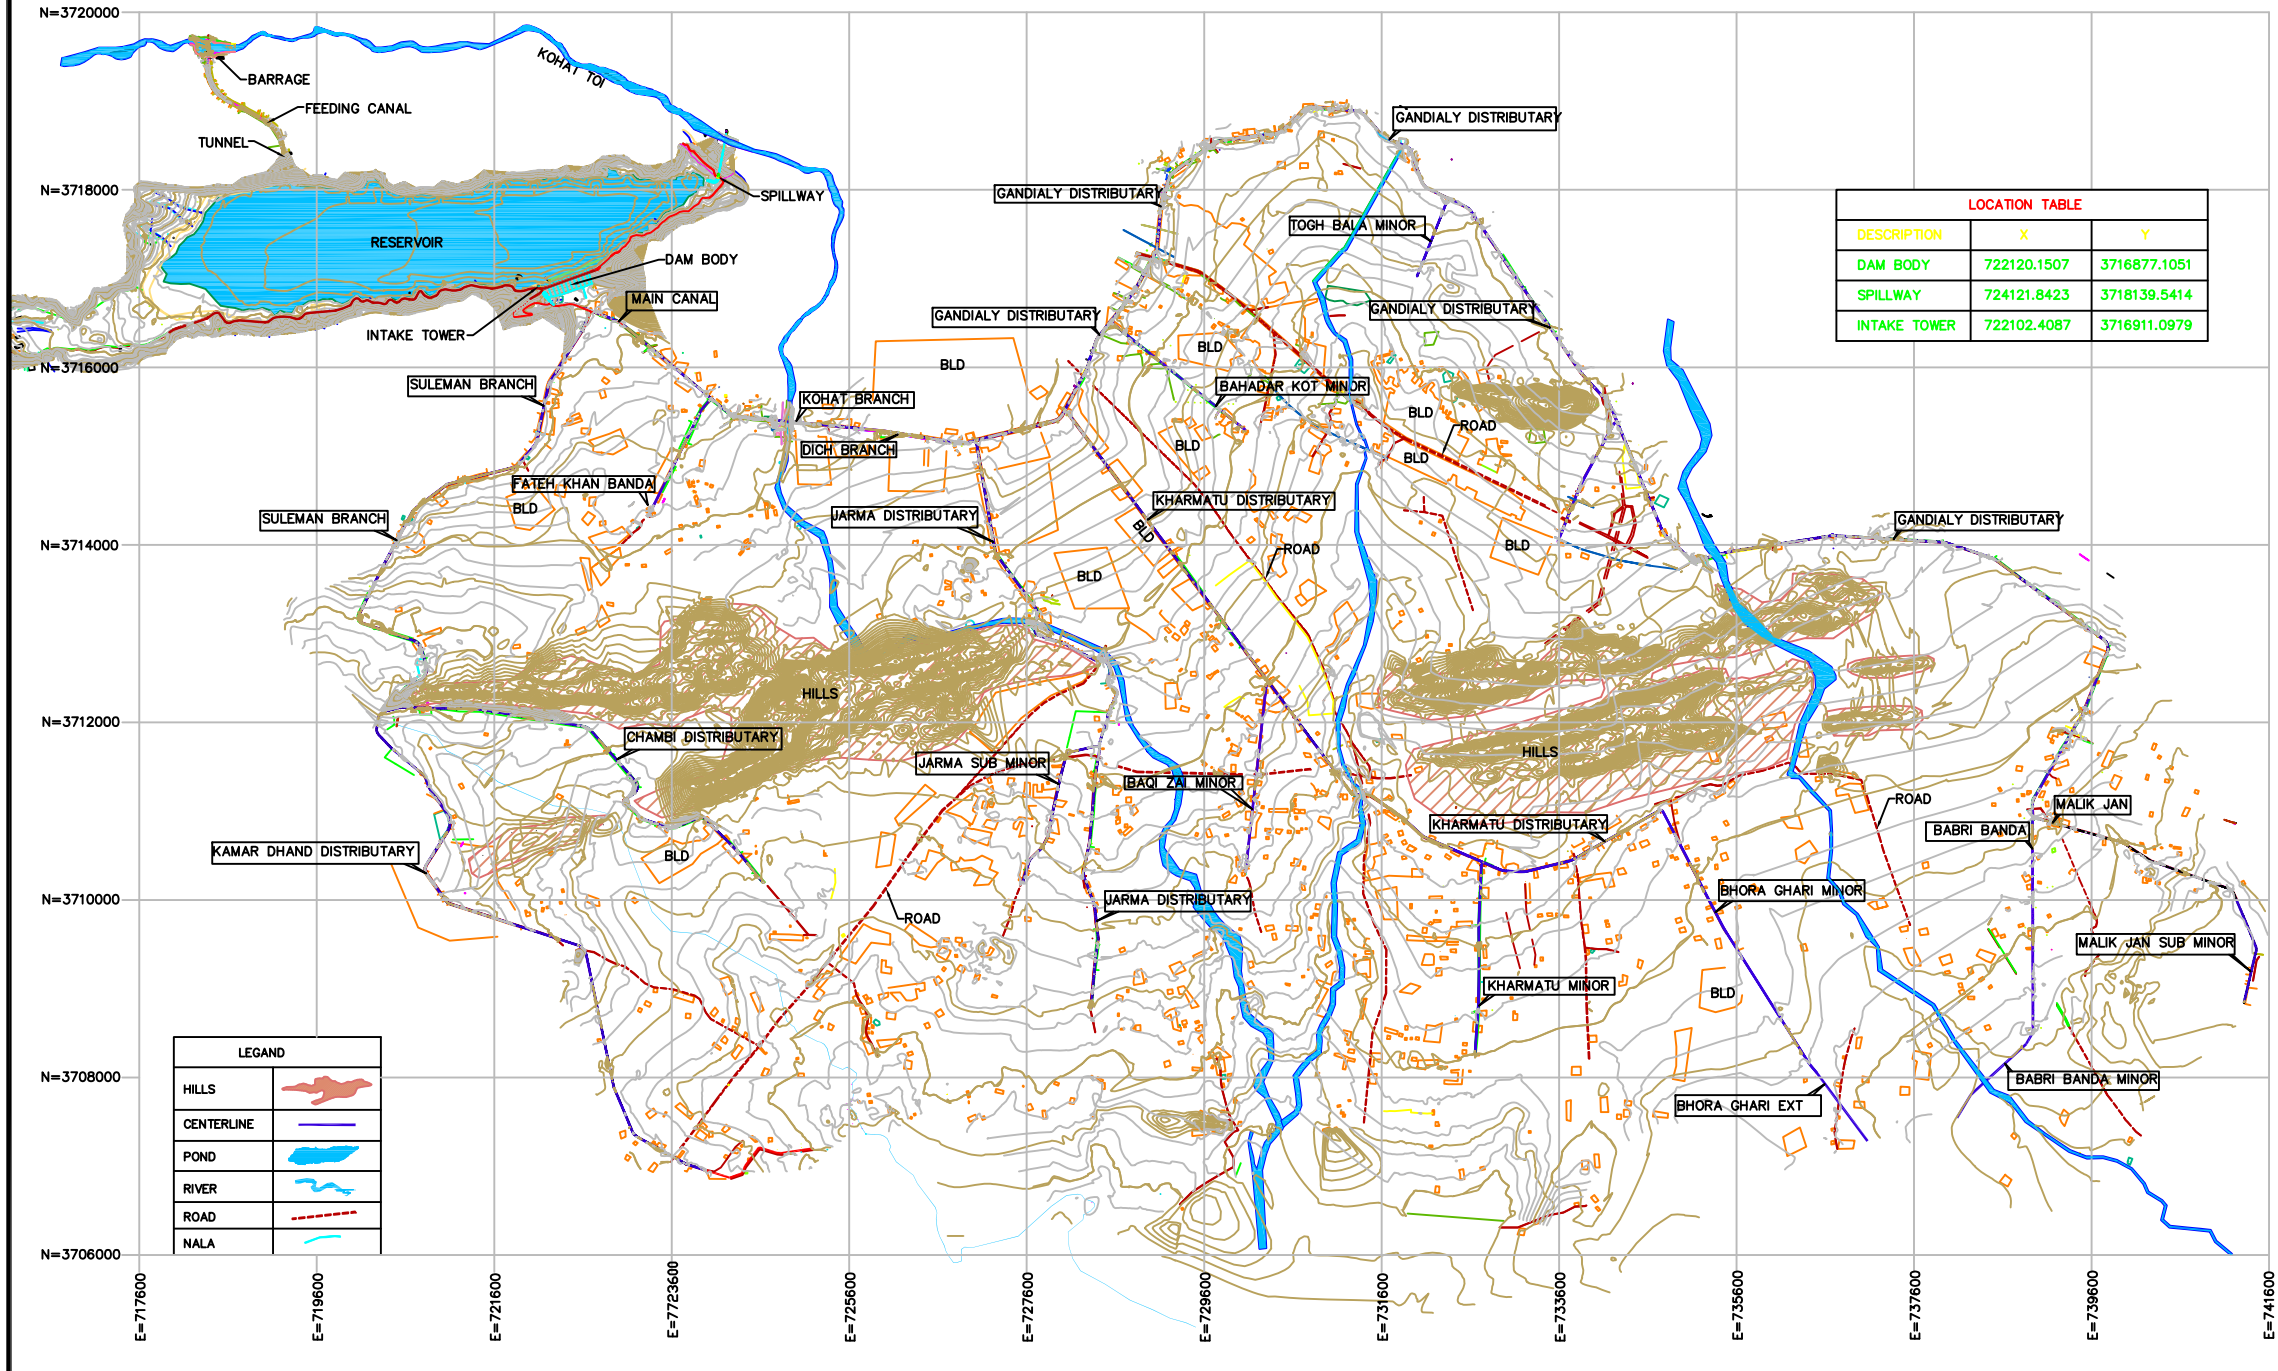 N=3720000
KOHAT TOI
BARRAGE
FEEDING CANAL
GANDIALY DISTRIBUTARY
TUNNEL
N=3718000
SPILLWAY
GANDIALY DISTRIBUTARY
TOGH BALA MINOR
LOCATION TABLE
DESCRIPTION X Y
DAM BODY 722120.1507 3716877.1051
SPILLWAY 724121.8423 3718139.5414
INTAKE TOWER 722102.4087 3716911.0979
RESERVOIR
DAM BODY
MAIN CANAL
INTAKE TOWER
GANDIALY DISTRIBUTARY
GANDIALY DISTRIBUTARY
BLD
BLD
N=3716000
SULEMAN BRANCH
KOHAT BRANCH
BAHADAR KOT MINOR
BLD
ROAD
DICH BRANCH
BLD
BLD
FATEH KHAN BANDA
BLD
KHARMATU DISTRIBUTARY
SULEMAN BRANCH
JARMA DISTRIBUTARY
BLD
GANDIALY DISTRIBUTARY
N=3714000
ROAD
BLD
BLD
HILLS
N=3712000
CHAMBI DISTRIBUTARY
HILLS
JARMA SUB MINOR
BAQI ZAI MINOR
ROAD
MALIK JAN
KHARMATU DISTRIBUTARY
BABRI BANDA
KAMAR DHAND DISTRIBUTARY
BLD
BHORA GHARI MINOR
N=3710000
JARMA DISTRIBUTARY
ROAD
MALIK JAN SUB MINOR
KHARMATU MINOR
BLD
N=3708000
BABRI BANDA MINOR
BHORA GHARI EXT
LEGAND
HILLS
CENTERLINE
POND
RIVER
ROAD
NALA
N=3706000
E=717600
E=719600
E=721600
E=7723600
E=725600
E=727600
E=729600
E=731600
E=733600
E=735600
E=737600
E=739600
E=741600